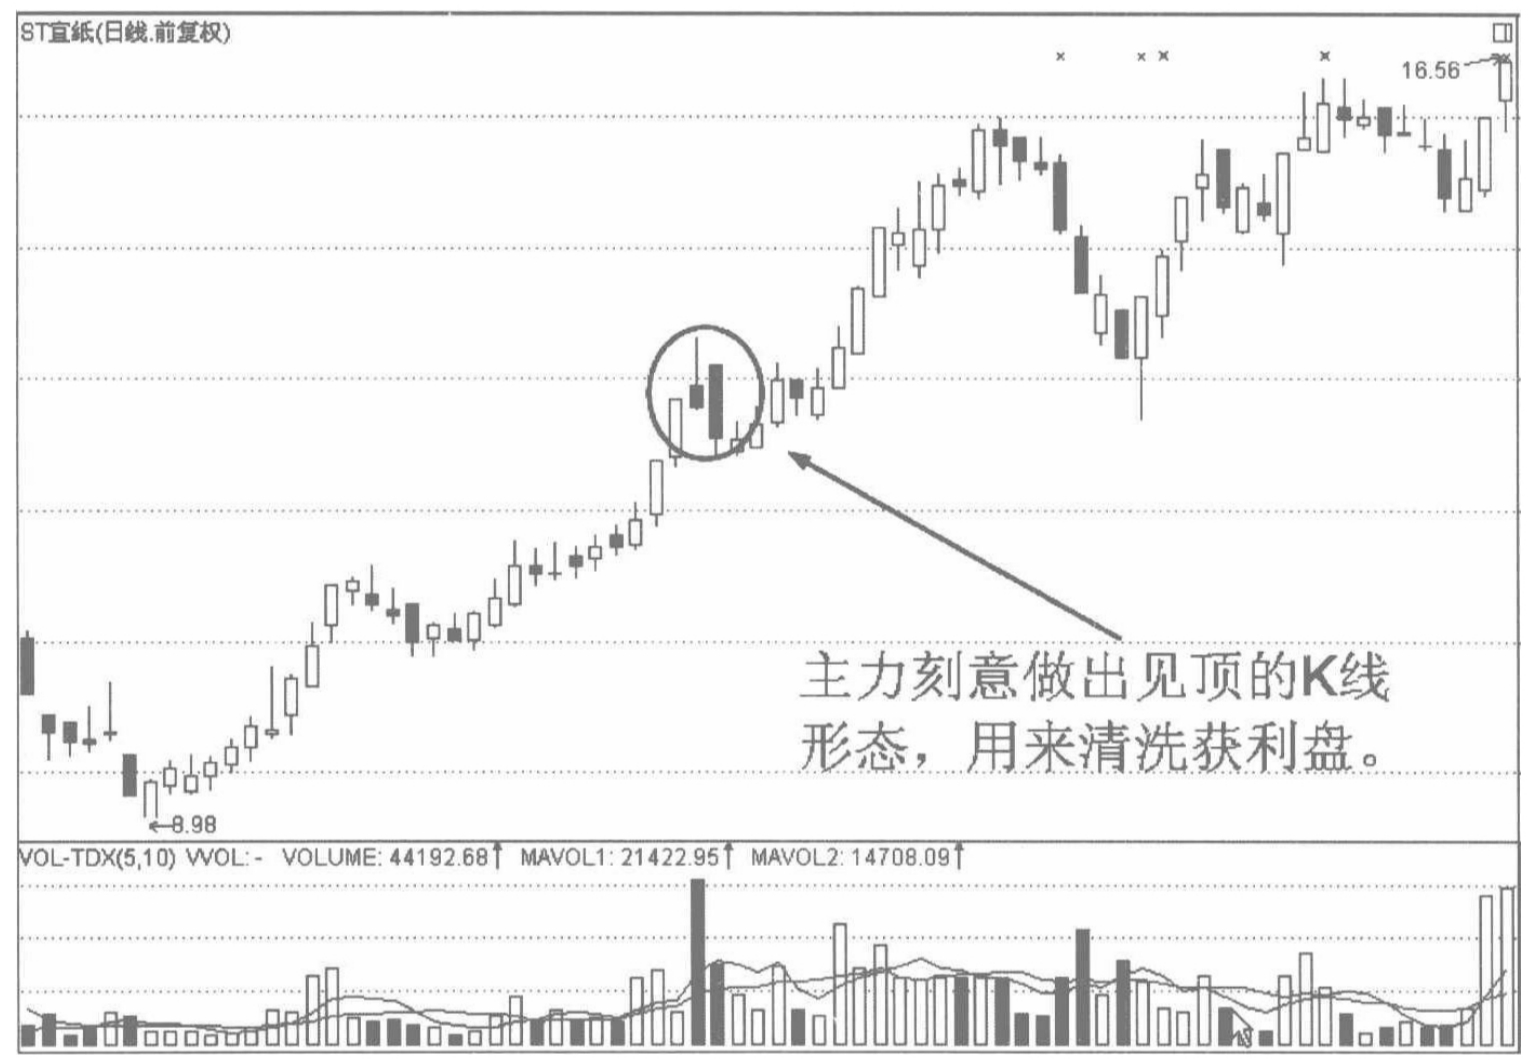 ST宣纸(日线.前复权)
16.56
主力刻意做出见顶的K线
形态，用来清洗获利盘。
8.98
VOL-TDX(5,10) VVOL: - VOLUME: 44192.68↑ MAVOL1: 21422.95↑ MAVOL2: 14708.09↑